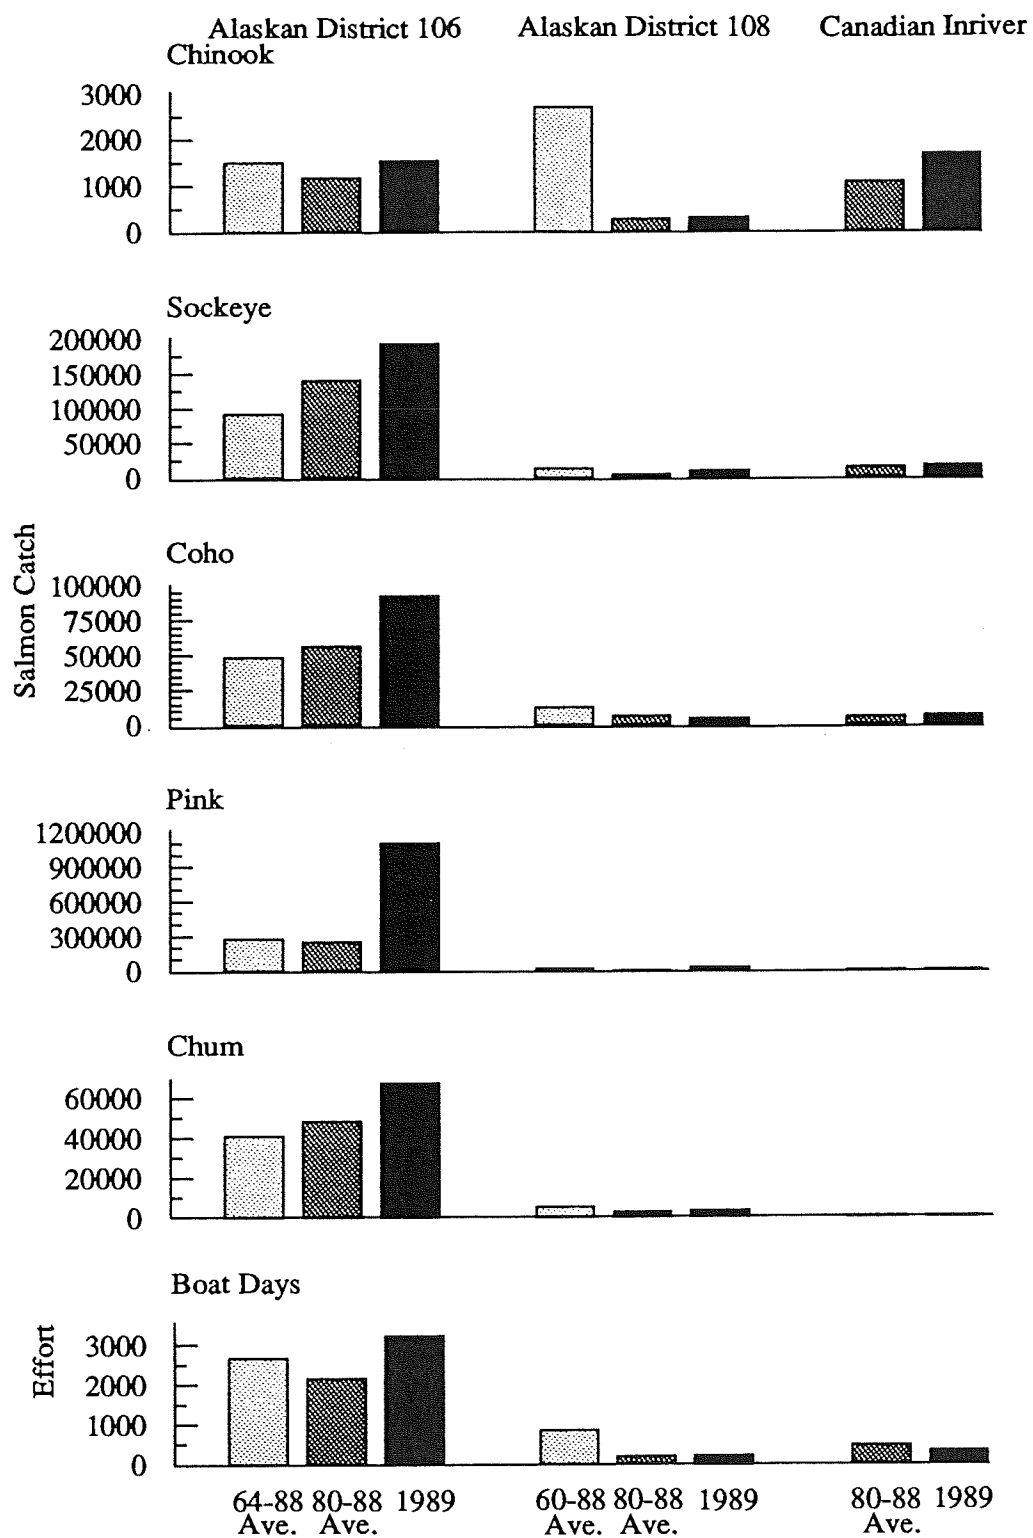 Alaskan District 106 Alaskan District 108 Canadian Inriver
Chinook
3000
2000
1000
0
Sockeye
200000
150000
100000
50000
0
Salmon Catch
Coho
100000
75000
50000
25000
0
Pink
1200000
900000
600000
300000
0
Chum
60000
40000
20000
0
Boat Days
Effort
3000
2000
1000
0
64-88 80-88 1989 60-88 80-88 1989 80-88 1989
Ave. Ave. Ave. Ave. Ave.